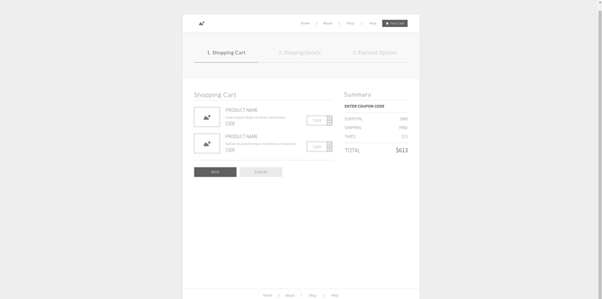 Home | About | Shop | Help Your Cart
1. Shopping Cart 2. Shipping Details 3. Payment Options
Shopping Cart
Summary
PRODUCT NAME
$300
PRODUCT NAME
$300
ENTER COUPON CODE
SUBTOTAL $600
SHIPPING FREE
TAXES $13
TOTAL $613
Next CANCEL
Home | About | Shop | Help